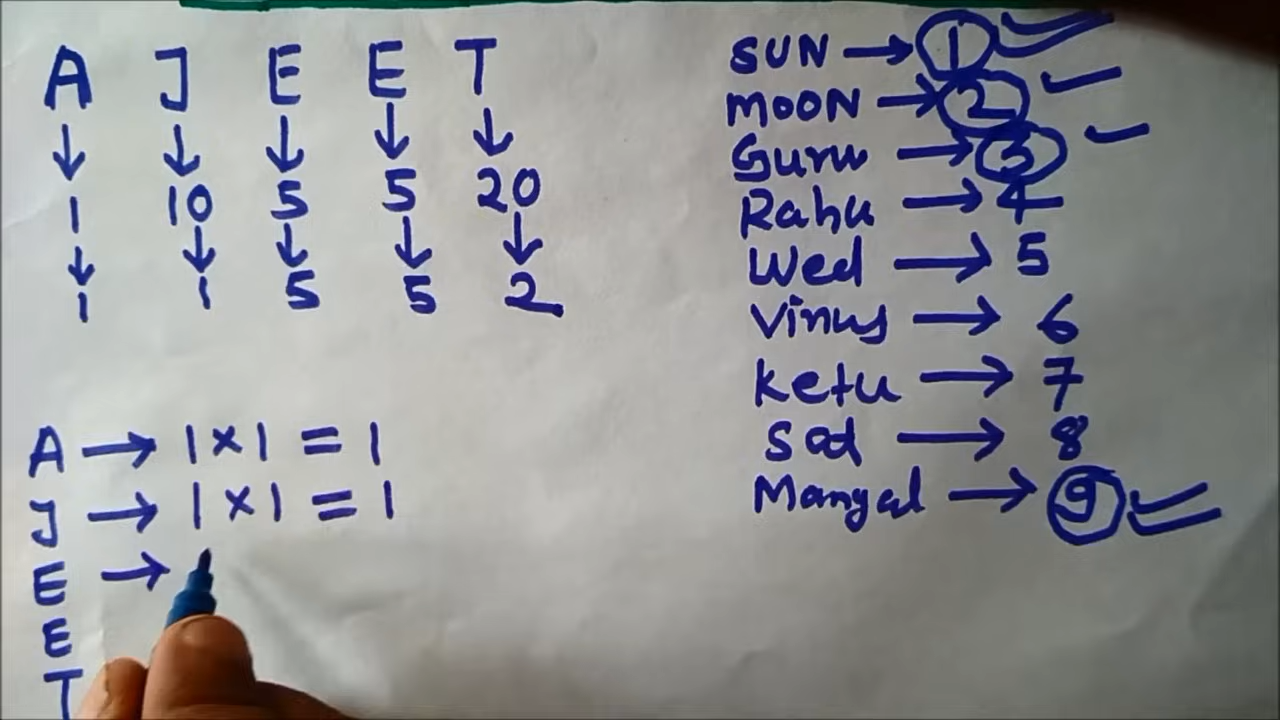 A J E E T
↓ ↓ ↓ ↓ ↓
1 10 5 5 20
↓ ↓ ↓ ↓ ↓
1 1 5 5 2
A → 1×1 = 1
J → 1×1 = 1
E →
E
T
SUN → 1
MOON → 2
Guru → 3
Rahu → 4
Wed → 5
Vinus → 6
Ketu → 7
Sat → 8
Mangal → 9